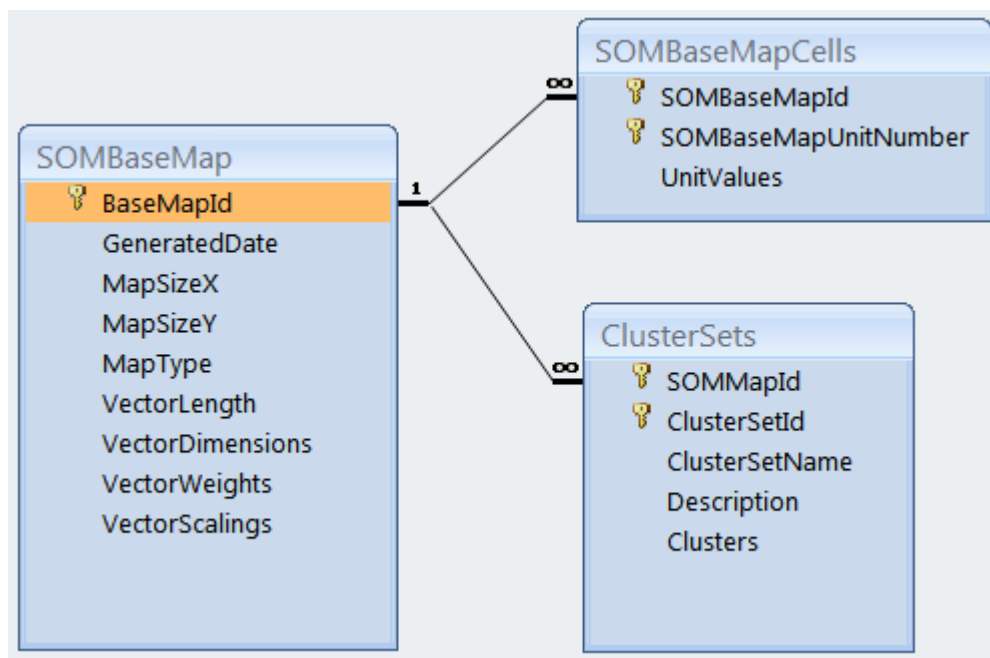 SOMBaseMap
BaseMapId
GeneratedDate
MapSizeX
MapSizeY
MapType
VectorLength
VectorDimensions
VectorWeights
VectorScalings
1
∞
SOMBaseMapCells
SOMBaseMapId
SOMBaseMapUnitNumber
UnitValues
∞
ClusterSets
SOMMapId
ClusterSetId
ClusterSetName
Description
Clusters